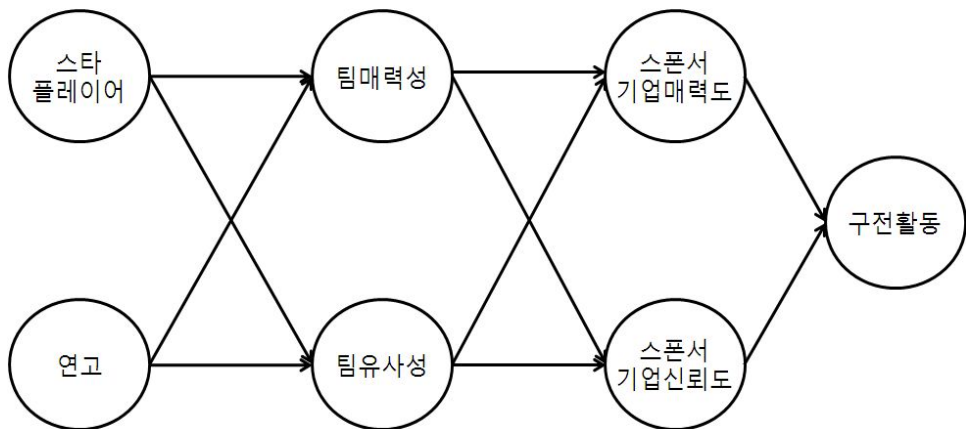 스타
플레이어
팀매력성
스폰서
기업매력도
구전활동
연고
팀유사성
스폰서
기업신뢰도